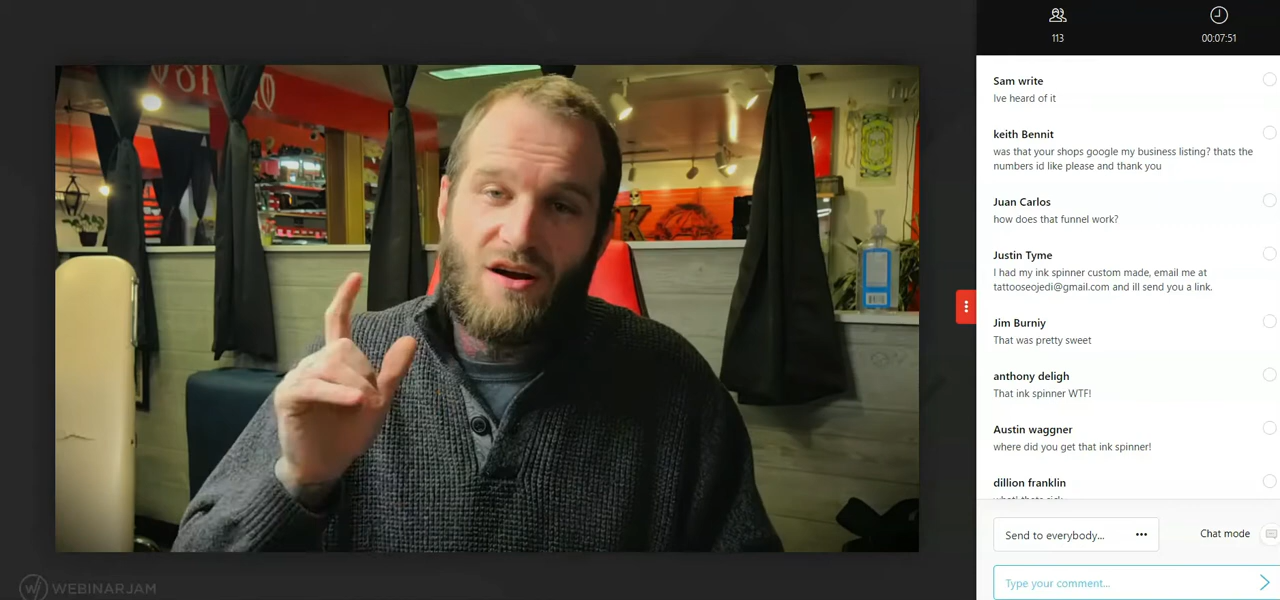 113
00:07:51
Sam write
Ive heard of it
keith Bennit
was that your shops google my business listing? thats the
numbers id like please and thank you
Juan Carlos
how does that funnel work?
Justin Tyme
I had my ink spinner custom made, email me at
tattooseojedi@gmail.com and ill send you a link.
Jim Burniy
That was pretty sweet
anthony deligh
That ink spinner WTF!
Austin waggner
where did you get that ink spinner!
dillion franklin
Send to everybody...
Chat mode
Type your comment...
WEBINARJAM